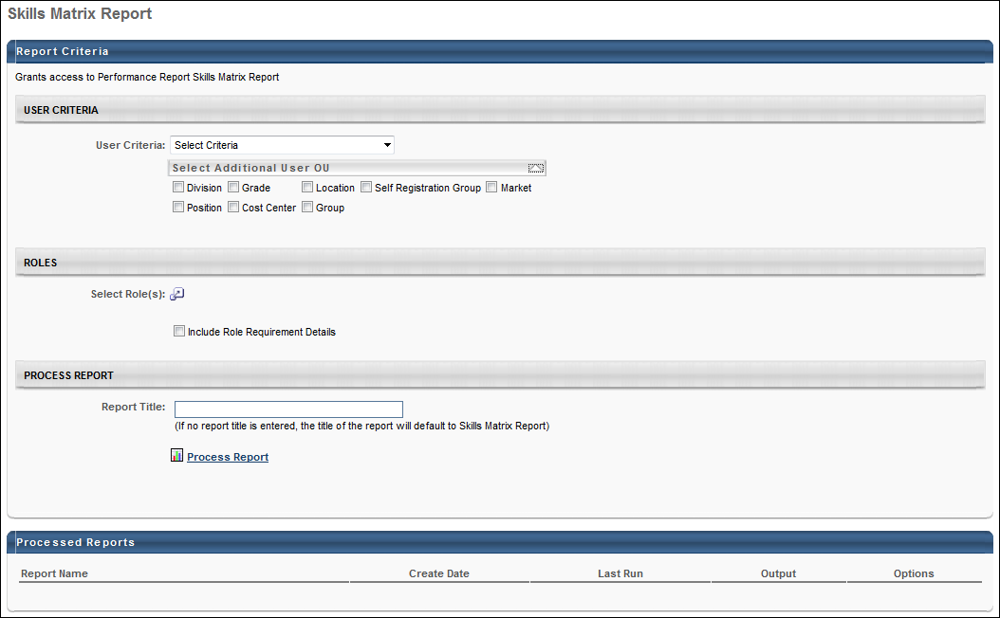 Skills Matrix Report
Report Criteria
Grants access to Performance Report Skills Matrix Report
USER CRITERIA
User Criteria: Select Criteria
Select Additional User OU
Division Grade Location Self Registration Group Market
Position Cost Center Group
ROLES
Select Role(s):
Include Role Requirement Details
PROCESS REPORT
Report Title:
(If no report title is entered, the title of the report will default to Skills Matrix Report)
Process Report
Processed Reports
Report Name Create Date Last Run Output Options